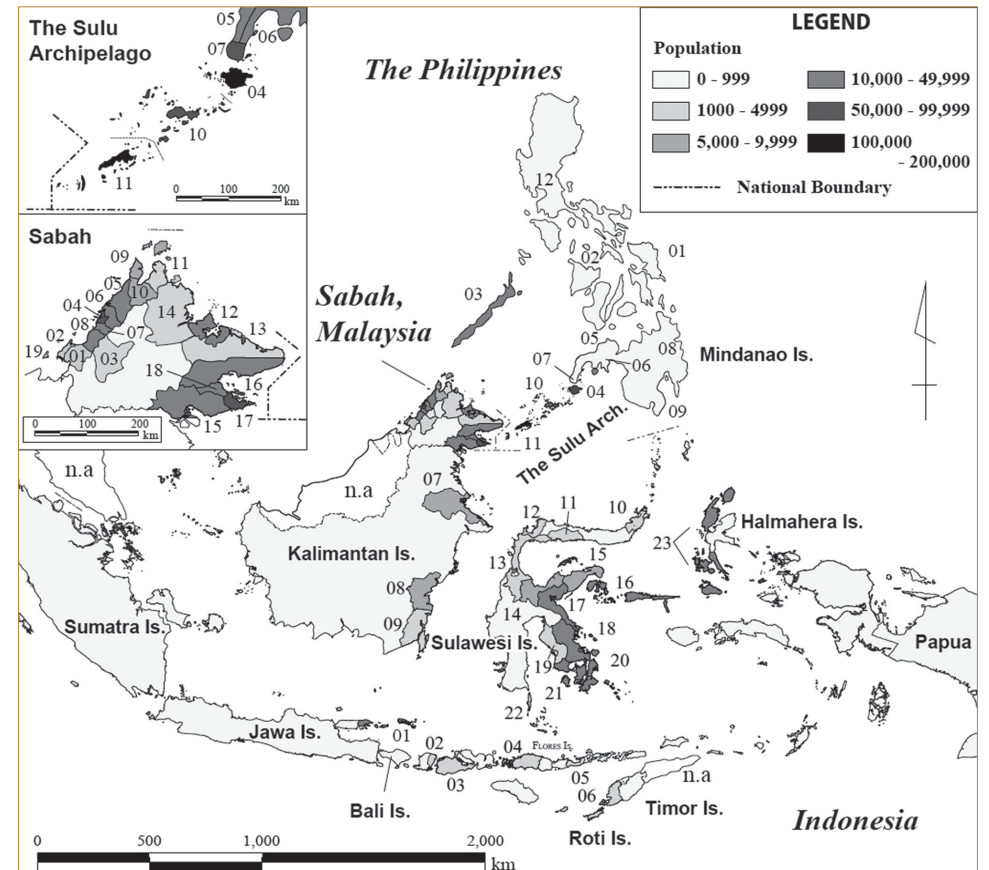 The Sulu
Archipelago
05
06
07
04
10
11
0 100 200
km
Sabah
09
11
05
10
06
04
14
12
08
07
13
02
19
01
03
18
16
17
15
0 100 200
km
LEGEND
Population
0 - 999
1000 - 4999
5,000 - 9,999
10,000 - 49,999
50,000 - 99,999
100,000
- 200,000
National Boundary
The Philippines
12
01
02
03
05
08
07
06
Mindanao Is.
04
10
09
11
The Sulu Arch.
Sabah,
Malaysia
n.a
n.a
07
Kalimantan Is.
08
09
Sumatra Is.
12
11
10
Halmahera Is.
23
13
15
16
14
17
18
Sulawesi Is.
19
20
21
22
Papua
Jawa Is.
01
02
04
FLORES Is.
03
05
06
n.a
Bali Is.
Timor Is.
Roti Is.
Indonesia
0 500 1,000 2,000
km